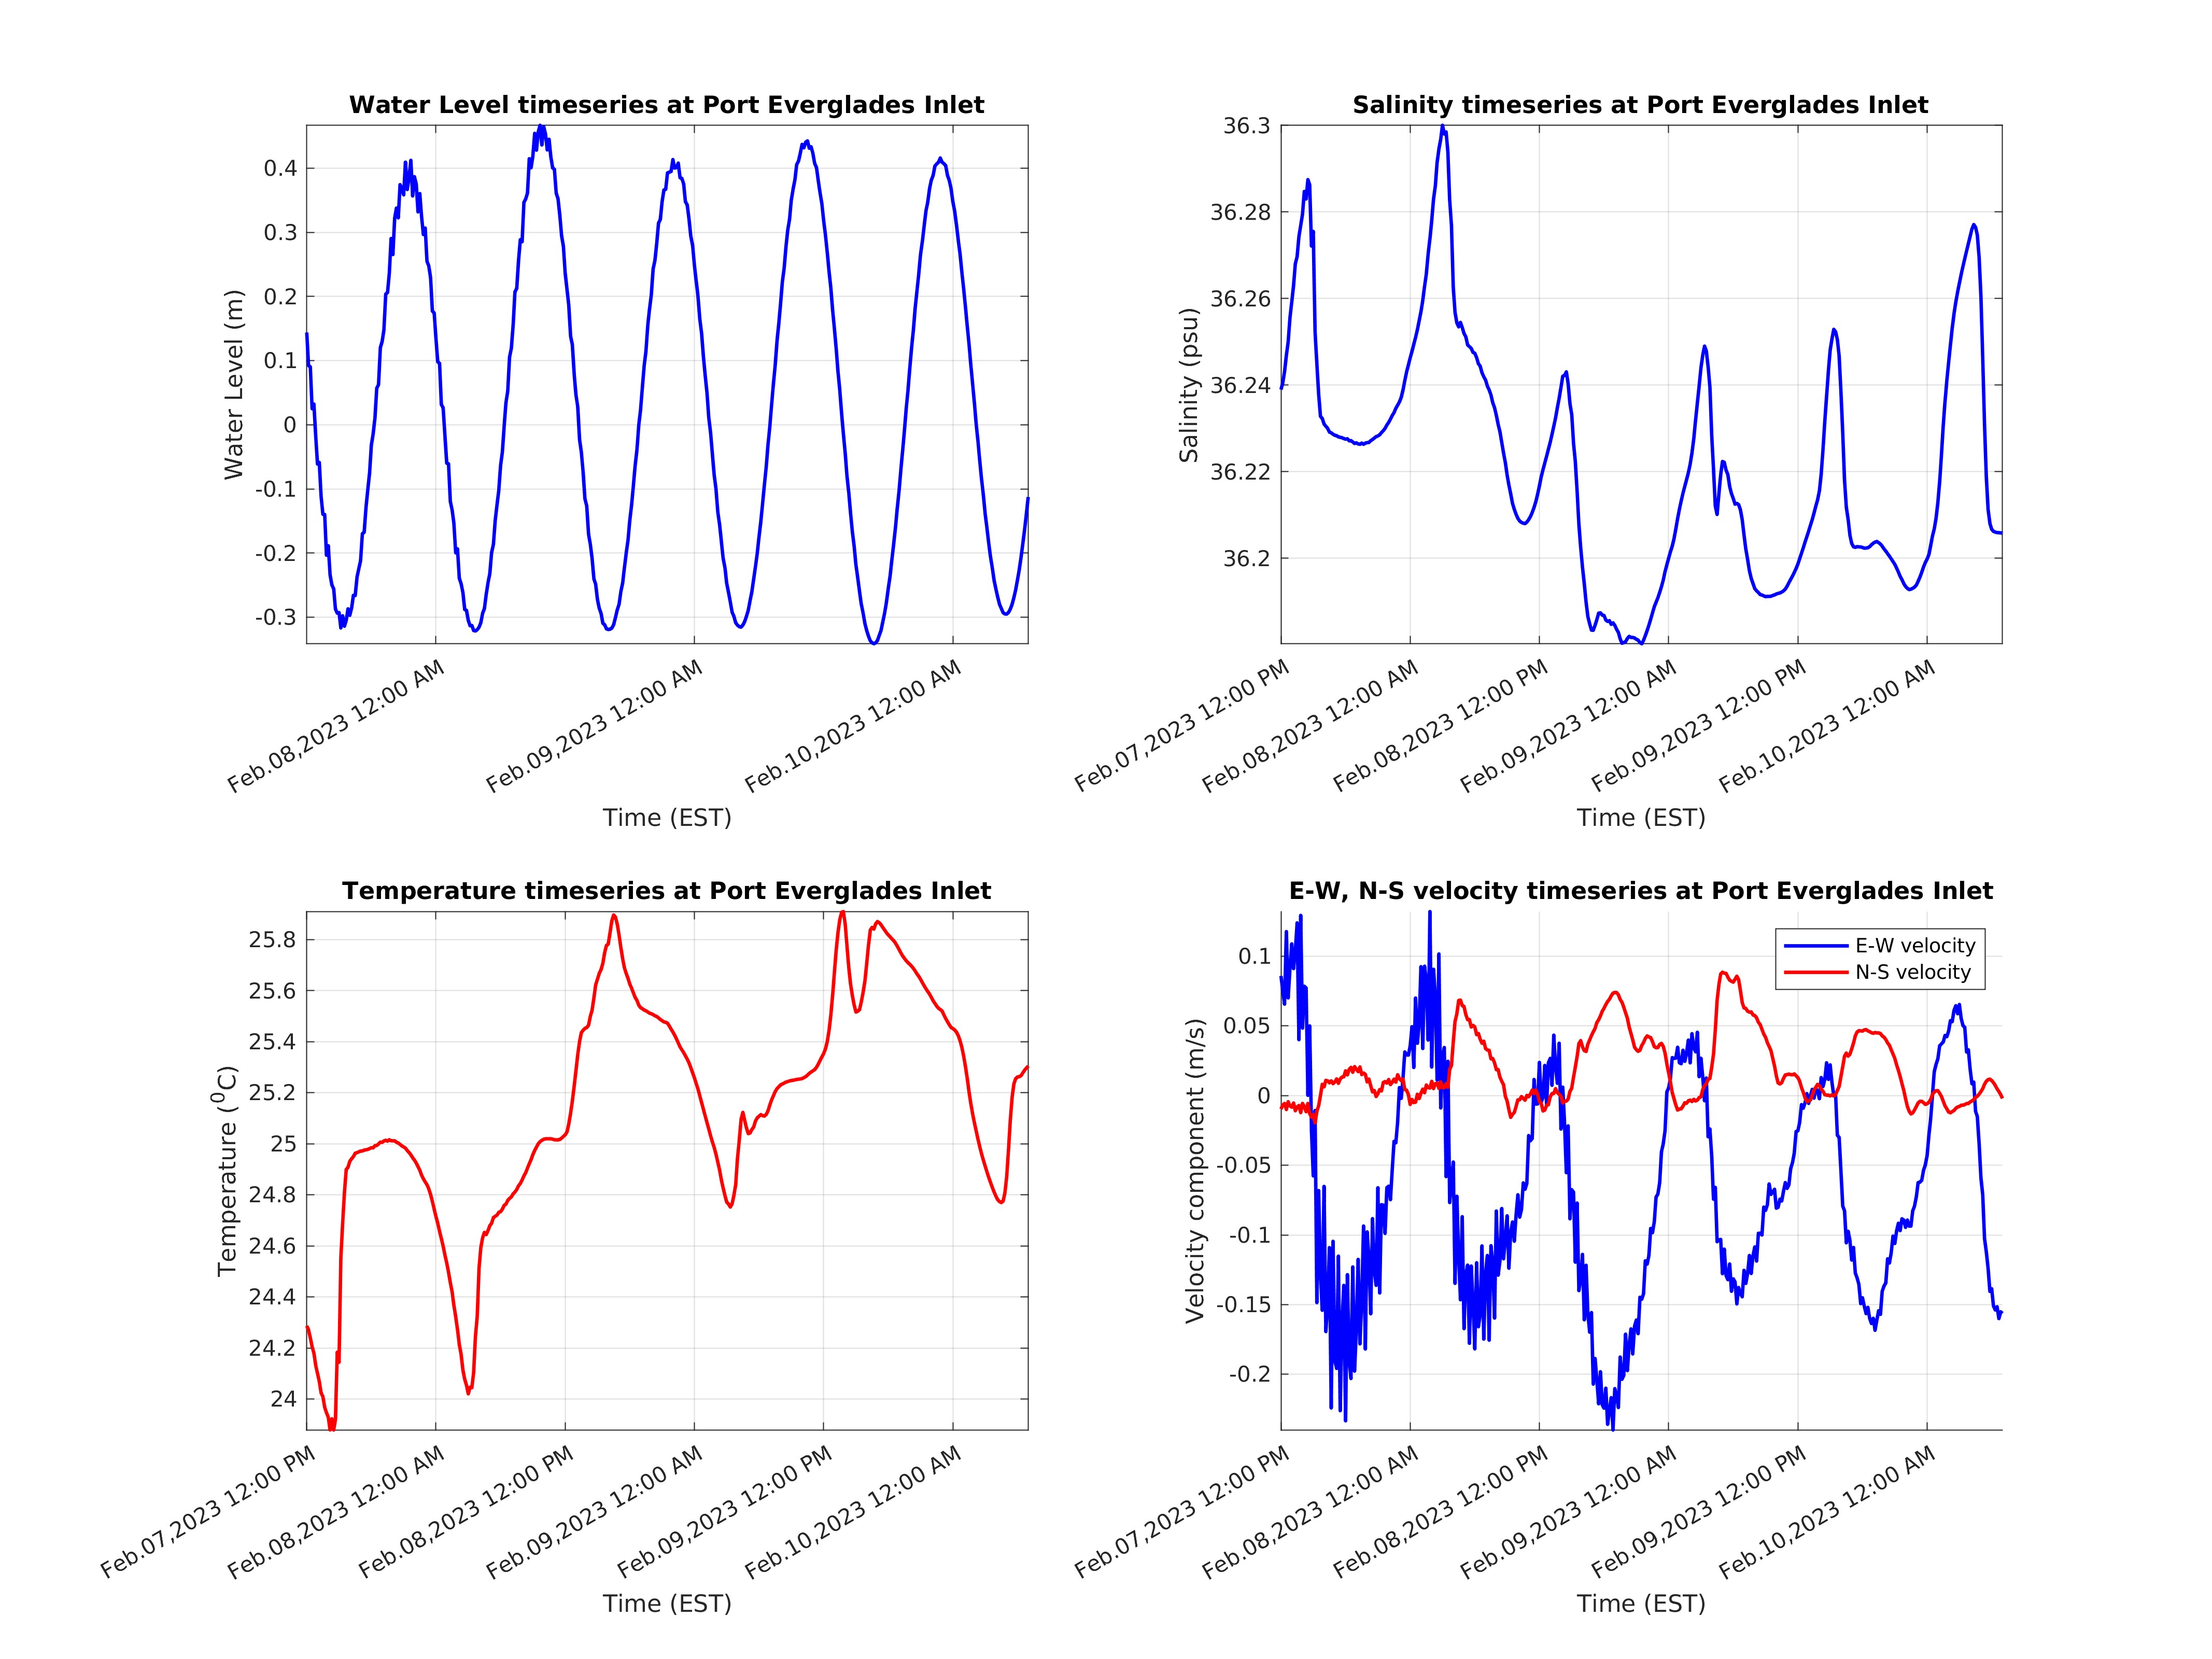 Water Level timeseries at Port Everglades Inlet
Water Level (m)
0.4
0.3
0.2
0.1
0
-0.1
-0.2
-0.3
Feb.08,2023 12:00 AM
Feb.09,2023 12:00 AM
Feb.10,2023 12:00 AM
Time (EST)
Salinity timeseries at Port Everglades Inlet
Salinity (psu)
36.3
36.28
36.26
36.24
36.22
36.2
Feb.07,2023 12:00 PM
Feb.08,2023 12:00 AM
Feb.08,2023 12:00 PM
Feb.09,2023 12:00 AM
Feb.09,2023 12:00 PM
Feb.10,2023 12:00 AM
Time (EST)
Temperature timeseries at Port Everglades Inlet
Temperature (⁰C)
25.8
25.6
25.4
25.2
25
24.8
24.6
24.4
24.2
24
Feb.07,2023 12:00 PM
Feb.08,2023 12:00 AM
Feb.08,2023 12:00 PM
Feb.09,2023 12:00 AM
Feb.09,2023 12:00 PM
Feb.10,2023 12:00 AM
Time (EST)
E-W, N-S velocity timeseries at Port Everglades Inlet
E-W velocity
N-S velocity
Velocity component (m/s)
0.1
0.05
0
-0.05
-0.1
-0.15
-0.2
Feb.07,2023 12:00 PM
Feb.08,2023 12:00 AM
Feb.08,2023 12:00 PM
Feb.09,2023 12:00 AM
Feb.09,2023 12:00 PM
Feb.10,2023 12:00 AM
Time (EST)